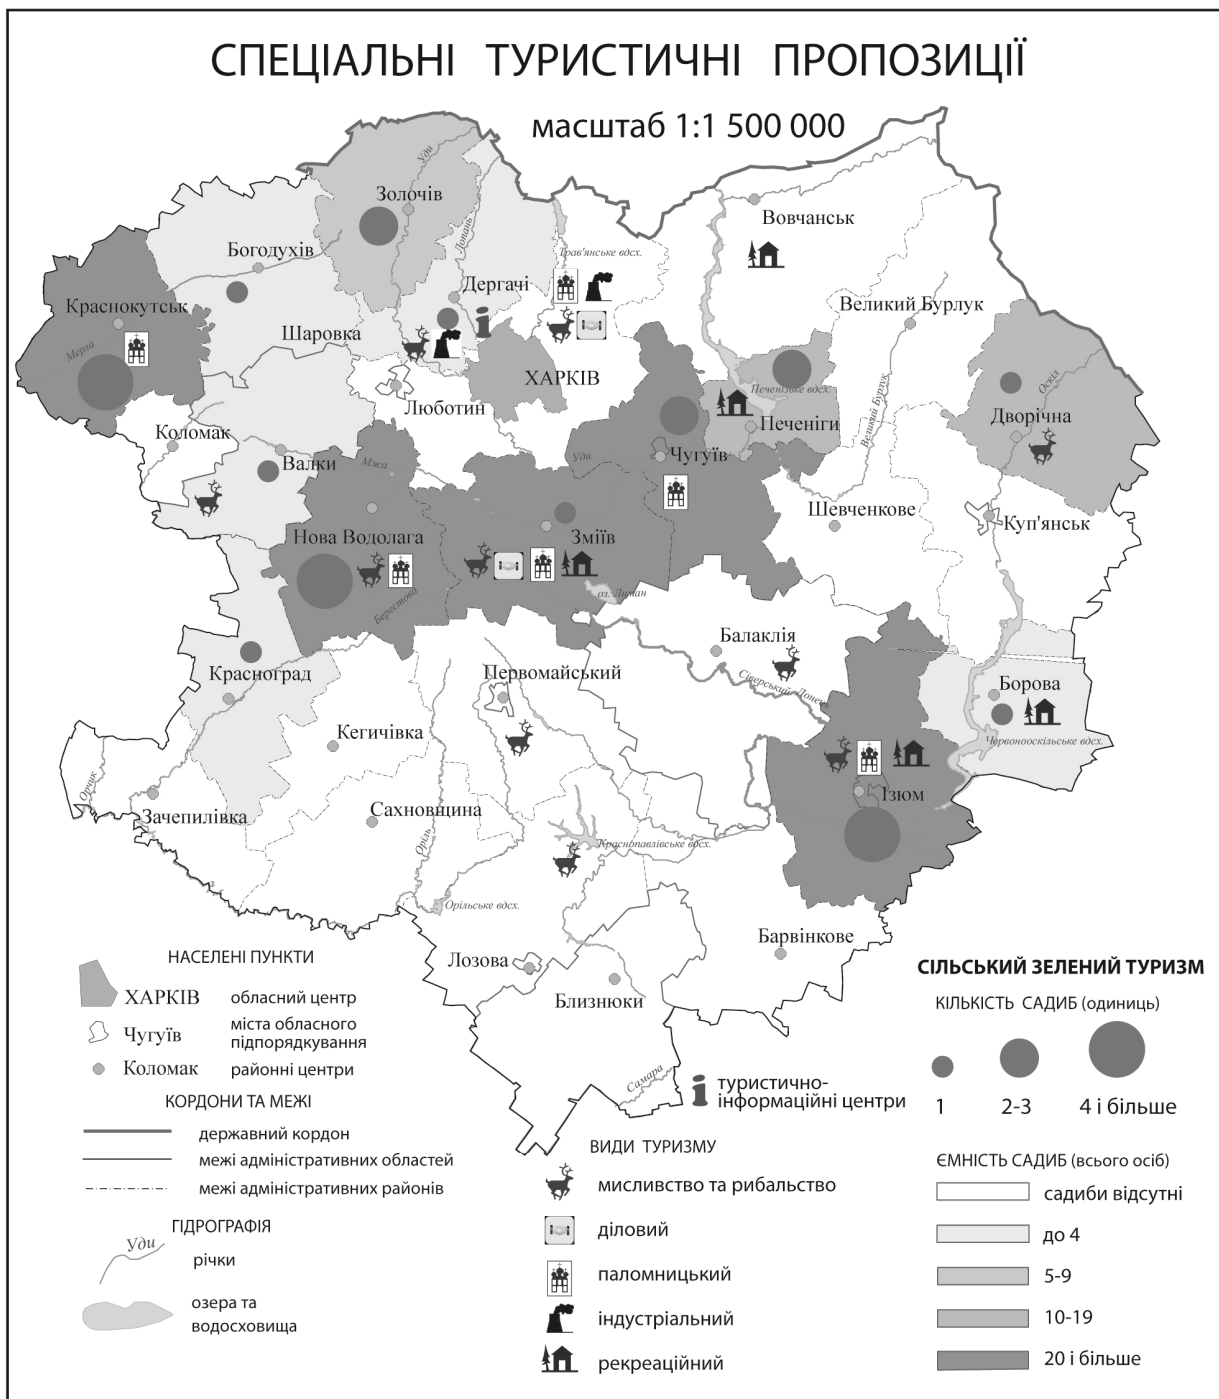 СПЕЦІАЛЬНІ ТУРИСТИЧНІ ПРОПОЗИЦІЇ
масштаб 1:1 500 000
Уди
Золочів
Лопань
Вовчанськ
Богодухів
Трав'янське вдсх.
Дергачі
Краснокутськ
Великий Бурлук
Шаровка
Мерла
ХАРКІВ
Люботин
Печенізьке вдсх.
Оскіл
Великий Бурлук
Дворічна
Коломак
Печеніги
Валки
Мжа
Уди
Чугуїв
Шевченкове
Куп'янськ
Нова Водолага
Зміїв
оз. Лиман
Берестова
Балаклія
Красноград
Первомайський
Сіверський Донець
Борова
Кегичівка
Червонооскільське вдсх.
Орчик
Зачепилівка
Сахновщина
Ізюм
Оріль
Краснопавлівське вдсх.
Орільське вдсх.
Барвінкове
Лозова
Близнюки
Самара
НАСЕЛЕНІ ПУНКТИ
ХАРКІВ обласний центр
Чугуїв міста обласного
підпорядкування
Коломак районні центри
КОРДОНИ ТА МЕЖІ
державний кордон
межі адміністративних областей
межі адміністративних районів
ГІДРОГРАФІЯ
Уди
річки
озера та
водосховища
туристично-
інформаційні центри
ВИДИ ТУРИЗМУ
мисливство та рибальство
діловий
паломницький
індустріальний
рекреаційний
СІЛЬСЬКИЙ ЗЕЛЕНИЙ ТУРИЗМ
КІЛЬКІСТЬ САДИБ (одиниць)
1 2-3 4 і більше
ЄМНІСТЬ САДИБ (всього осіб)
садиби відсутні
до 4
5-9
10-19
20 і більше